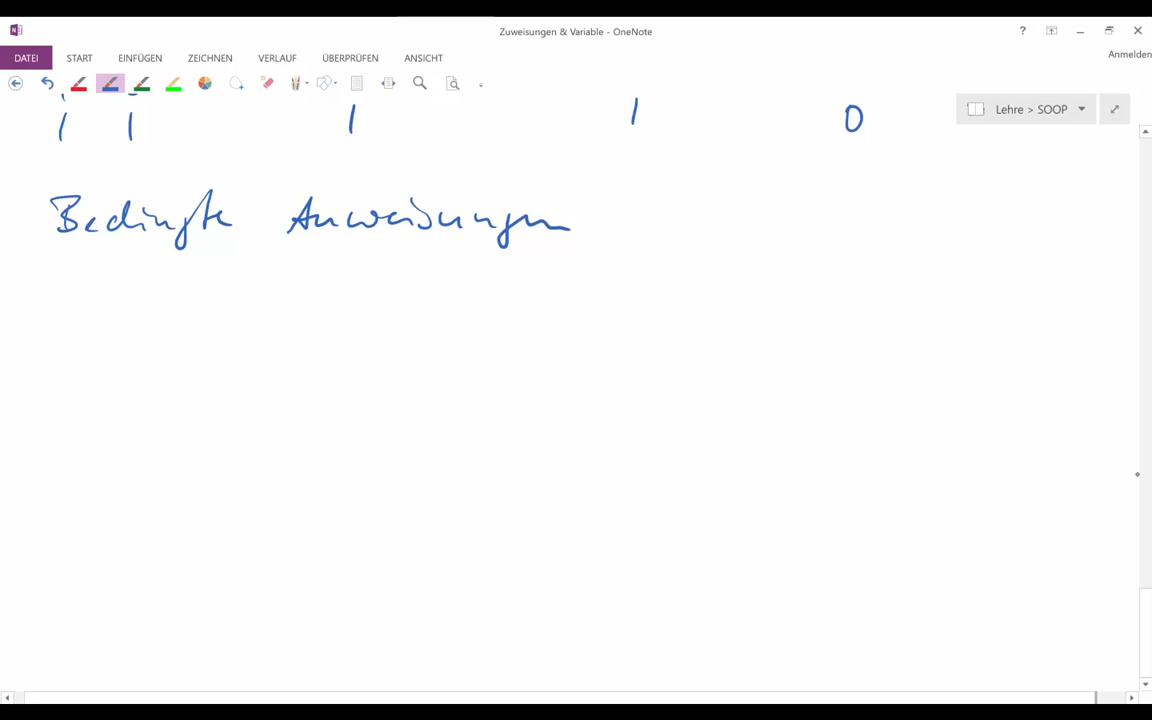 Zuweisungen & Variable - OneNote
?
Anmelden
DATEI START EINFÜGEN ZEICHNEN VERLAUF ÜBERPRÜFEN ANSICHT
Lehre > SOOP
1 1 1 1 0
Bedingte Anweisungen